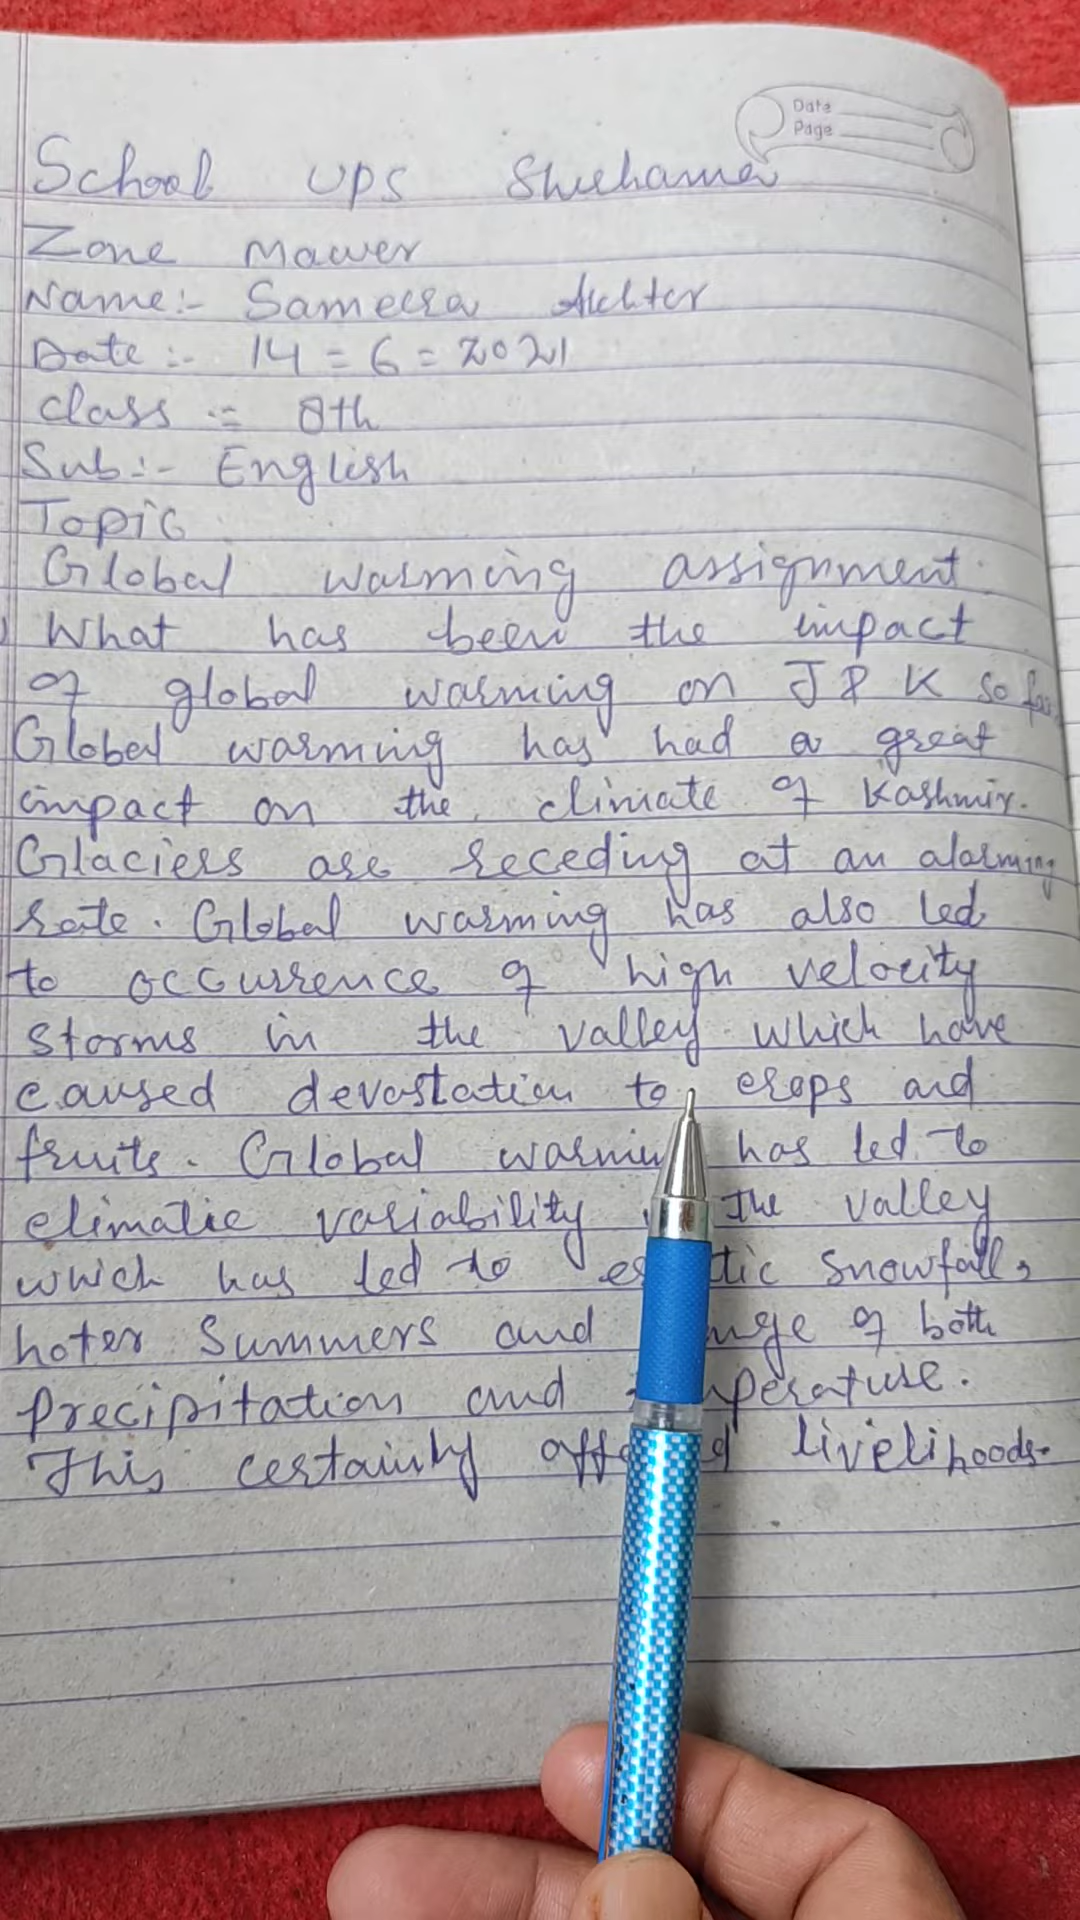 Date
Page
School UPS Shehama
Zone Mawer
Name:- Sameera Akhter
Date :- 14 = 6 = 2021
Class := 8th
Sub:- English
Topic
Global warming assignment.
What has been the impact
of global warming on J & K so far
Global warming has had a great
impact on the climate of Kashmir.
Glaciers are receding at an alarming
rate. Global warming has also led
to occurrence of high velocity
storms in the valley which have
caused devastation to crops and
fruits. Global warming has led to
climatic variability the valley
which has led to snowfall,
hoter summers and of both
precipitation and
This certainly livelihoods.